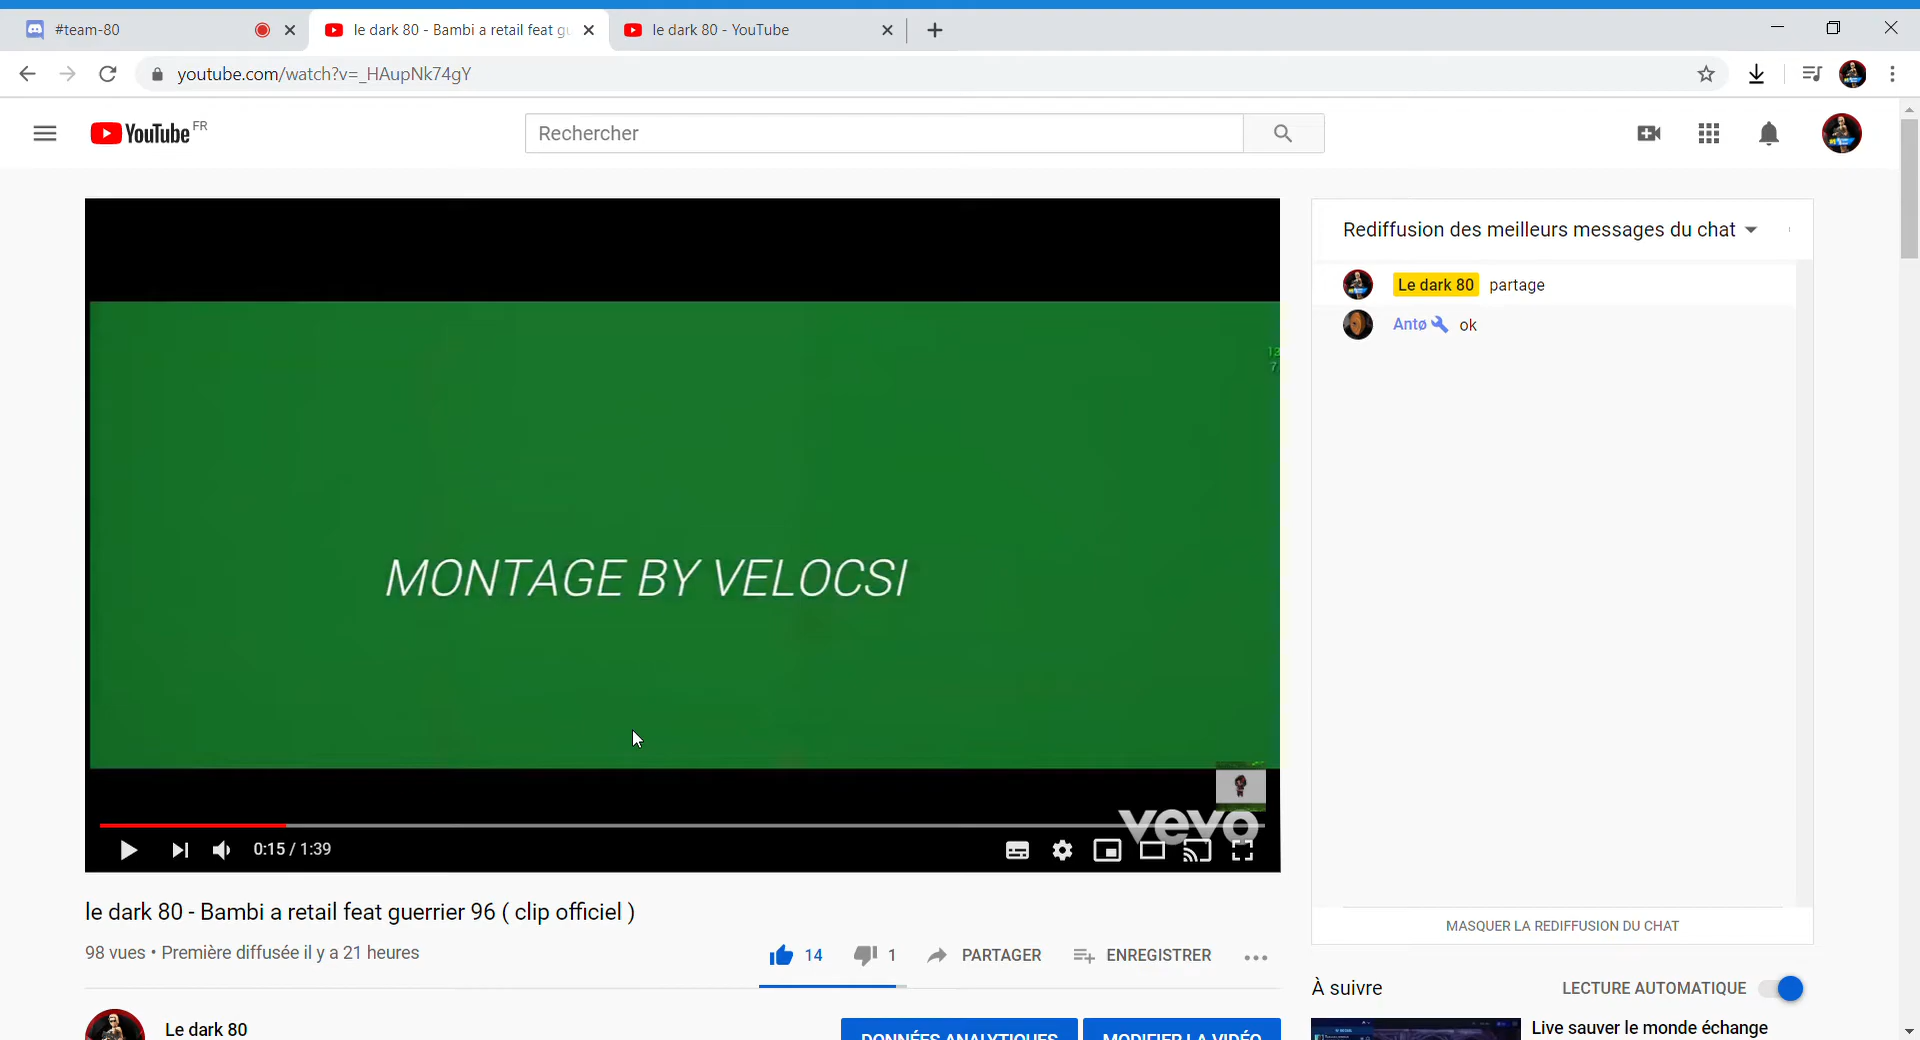 #team-80
le dark 80 - Bambi a retail feat gu
le dark 80 - YouTube
youtube.com/watch?v=_HAupNk74gY
YouTube FR
Rechercher
Rediffusion des meilleurs messages du chat
Le dark 80 partage
Antø ok
13
7
MONTAGE BY VELOCSI
vevo
0:15 / 1:39
le dark 80 - Bambi a retail feat guerrier 96 ( clip officiel )
98 vues • Première diffusée il y a 21 heures
14 1 PARTAGER ENREGISTRER
MASQUER LA REDIFFUSION DU CHAT
À suivre
LECTURE AUTOMATIQUE
Le dark 80
DONNÉES ANALYTIQUES
MODIFIER LA VIDÉO
Live sauver le monde échange